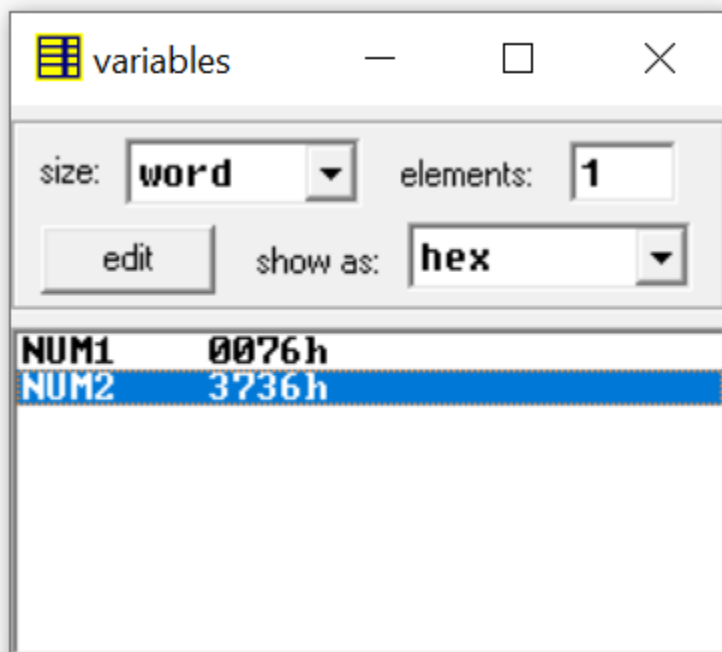 variables
size: word elements: 1
edit show as: hex
NUM1 0076h
NUM2 3736h